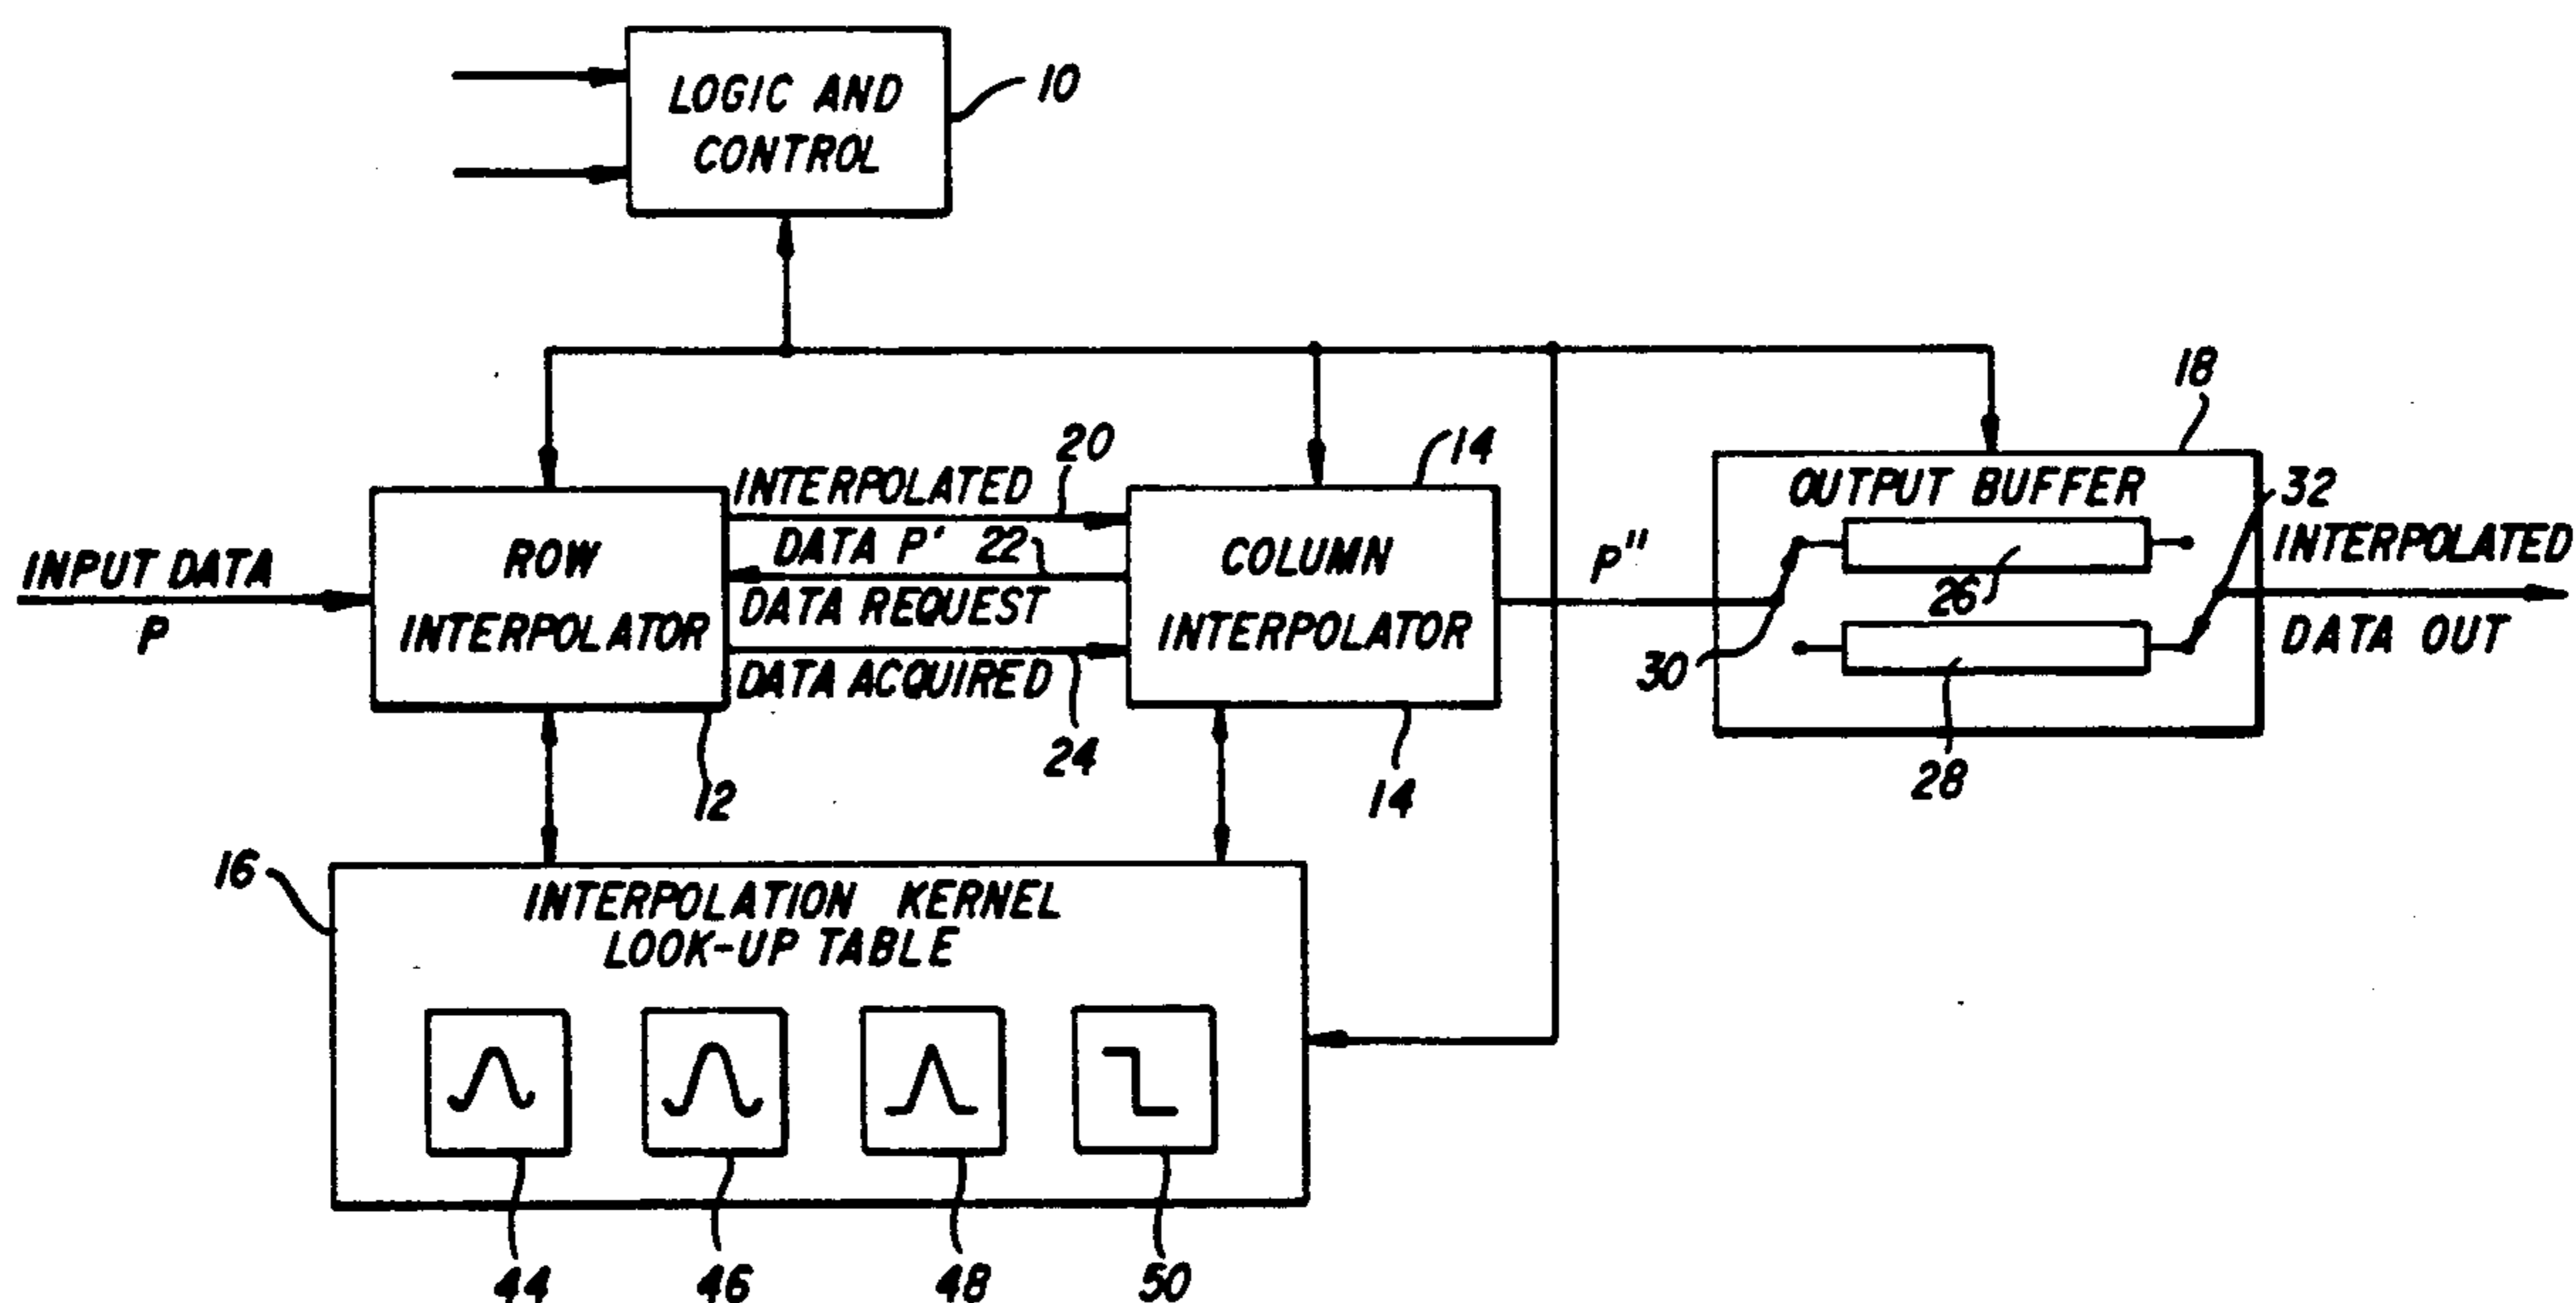 LOGIC AND
CONTROL
10
18
20
14
INTERPOLATED
OUTPUT BUFFER
32
INPUT DATA
P
ROW
INTERPOLATOR
DATA P' 22
DATA REQUEST
DATA ACQUIRED
COLUMN
INTERPOLATOR
P"
26
INTERPOLATED
DATA OUT
30
24
28
12
14
16
INTERPOLATION KERNEL
LOOK-UP TABLE
44
46
48
50